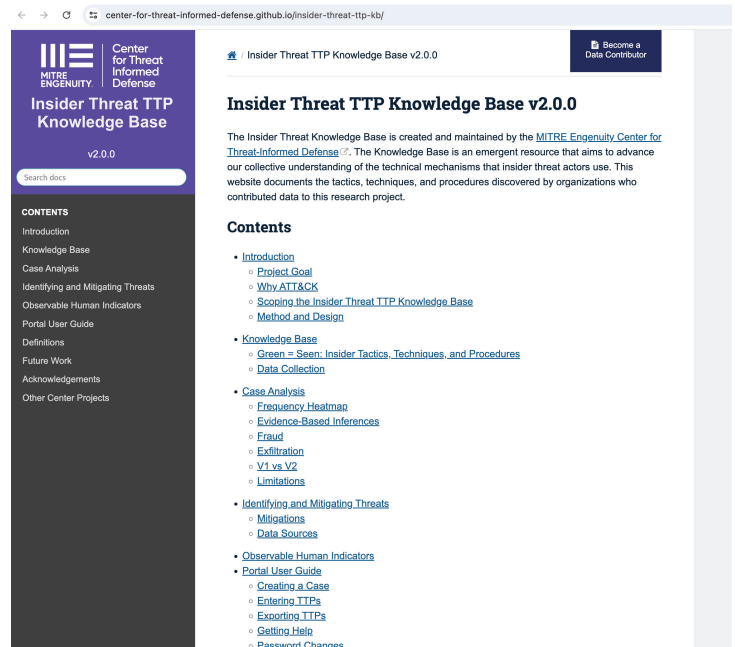 center-for-threat-informed-defense.github.io/insider-threat-ttp-kb/
MITRE
ENGENUITY.
Center
for Threat
Informed
Defense
Insider Threat TTP
Knowledge Base
v2.0.0
Search docs
CONTENTS
Introduction
Knowledge Base
Case Analysis
Identifying and Mitigating Threats
Observable Human Indicators
Portal User Guide
Definitions
Future Work
Acknowledgements
Other Center Projects
/ Insider Threat TTP Knowledge Base v2.0.0
Become a
Data Contributor
Insider Threat TTP Knowledge Base v2.0.0
The Insider Threat Knowledge Base is created and maintained by the MITRE Engenuity Center for
Threat-Informed Defense. The Knowledge Base is an emergent resource that aims to advance
our collective understanding of the technical mechanisms that insider threat actors use. This
website documents the tactics, techniques, and procedures discovered by organizations who
contributed data to this research project.
Contents
• Introduction
◦ Project Goal
◦ Why ATT&CK
◦ Scoping the Insider Threat TTP Knowledge Base
◦ Method and Design
• Knowledge Base
◦ Green = Seen: Insider Tactics, Techniques, and Procedures
◦ Data Collection
• Case Analysis
◦ Frequency Heatmap
◦ Evidence-Based Inferences
◦ Fraud
◦ Exfiltration
◦ V1 vs V2
◦ Limitations
• Identifying and Mitigating Threats
◦ Mitigations
◦ Data Sources
• Observable Human Indicators
• Portal User Guide
◦ Creating a Case
◦ Entering TTPs
◦ Exporting TTPs
◦ Getting Help
◦ Password Changes